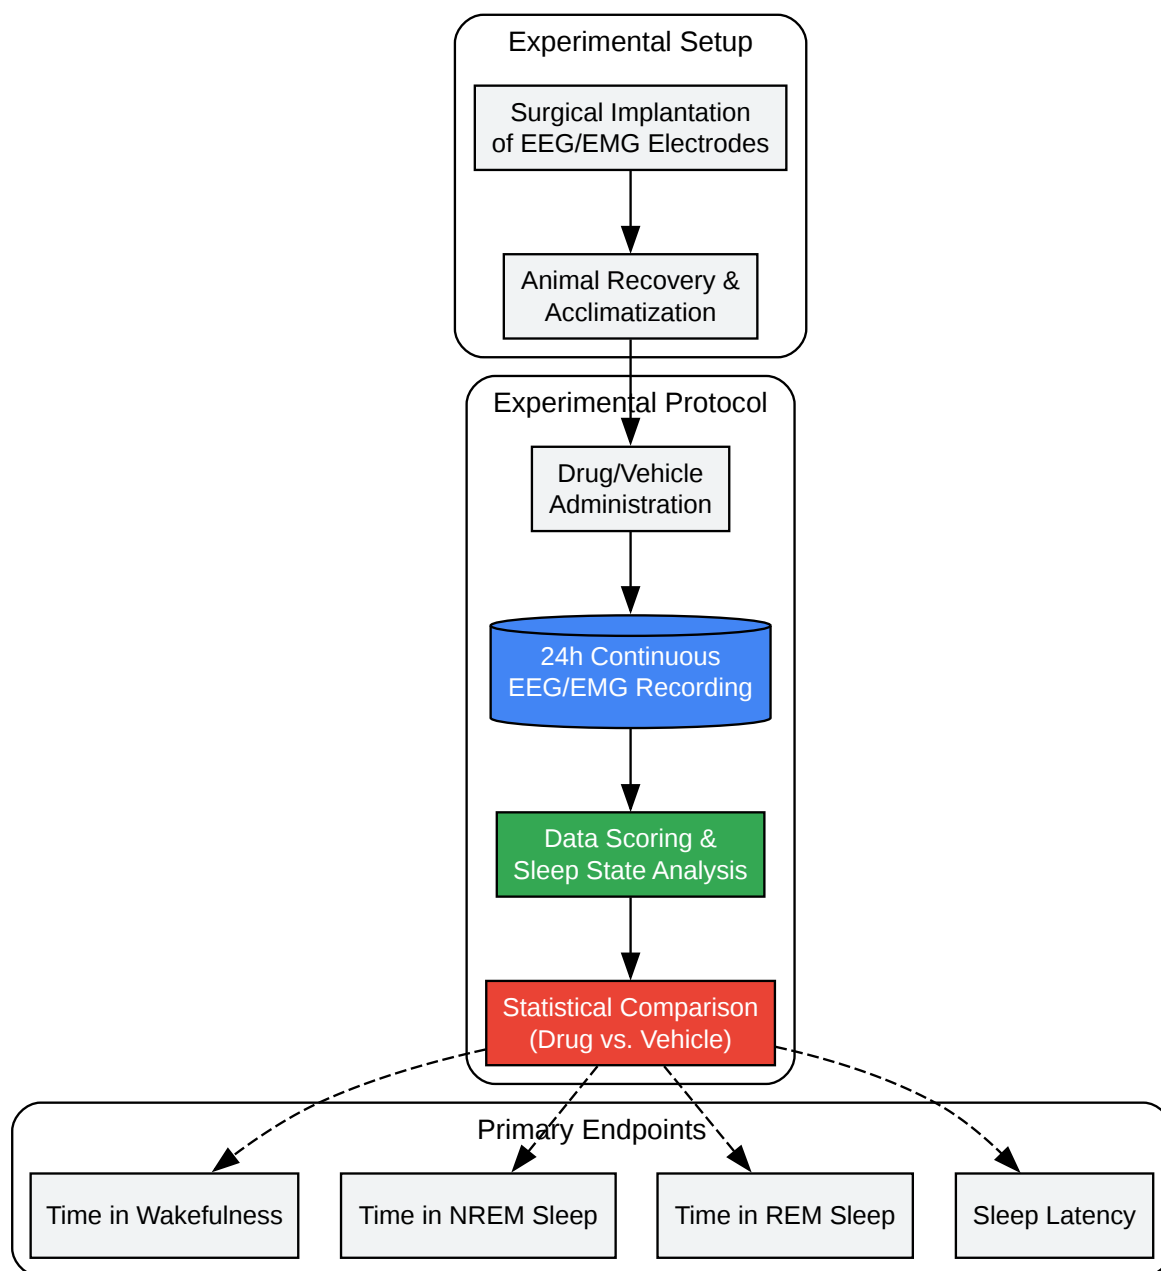 Experimental Setup
Surgical Implantation
of EEG/EMG Electrodes
Animal Recovery &
Acclimatization
Experimental Protocol
Drug/Vehicle
Administration
24h Continuous
EEG/EMG Recording
Data Scoring &
Sleep State Analysis
Statistical Comparison
(Drug vs. Vehicle)
Primary Endpoints
Time in Wakefulness
Time in NREM Sleep
Time in REM Sleep
Sleep Latency